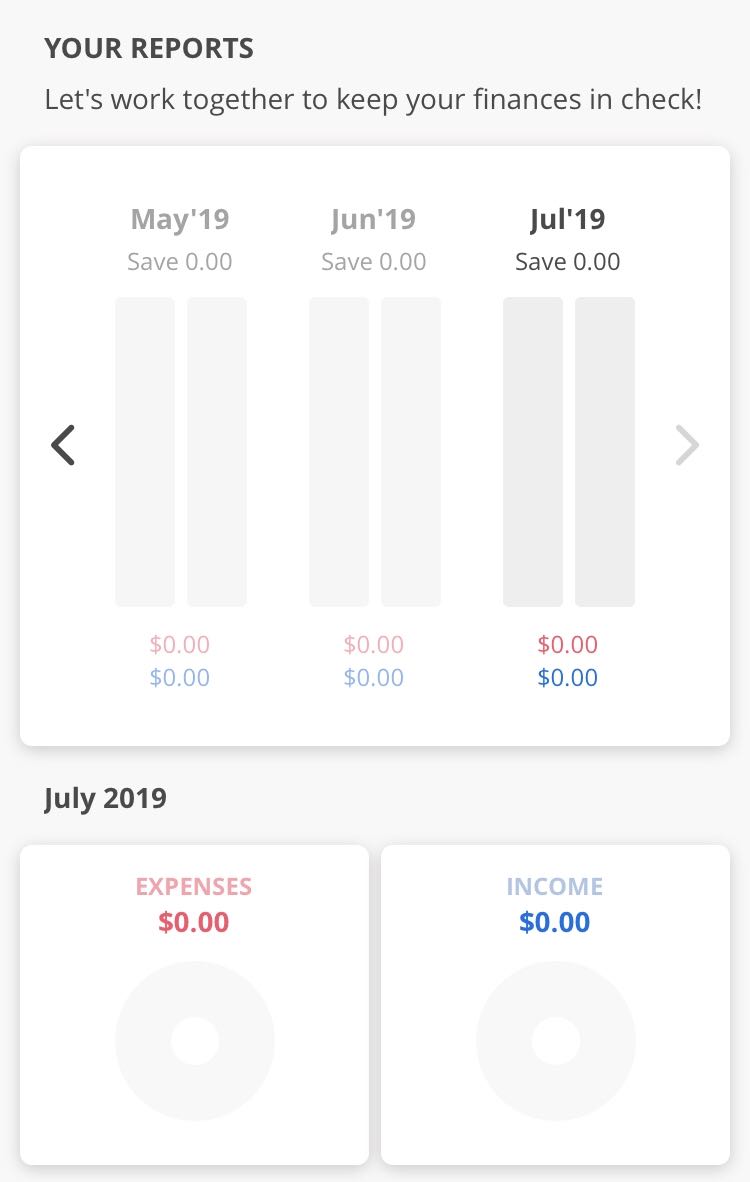 YOUR REPORTS
Let's work together to keep your finances in check!
May'19 Jun'19 Jul'19
Save 0.00 Save 0.00 Save 0.00
$0.00 $0.00 $0.00
$0.00 $0.00 $0.00
July 2019
EXPENSES INCOME
$0.00 $0.00